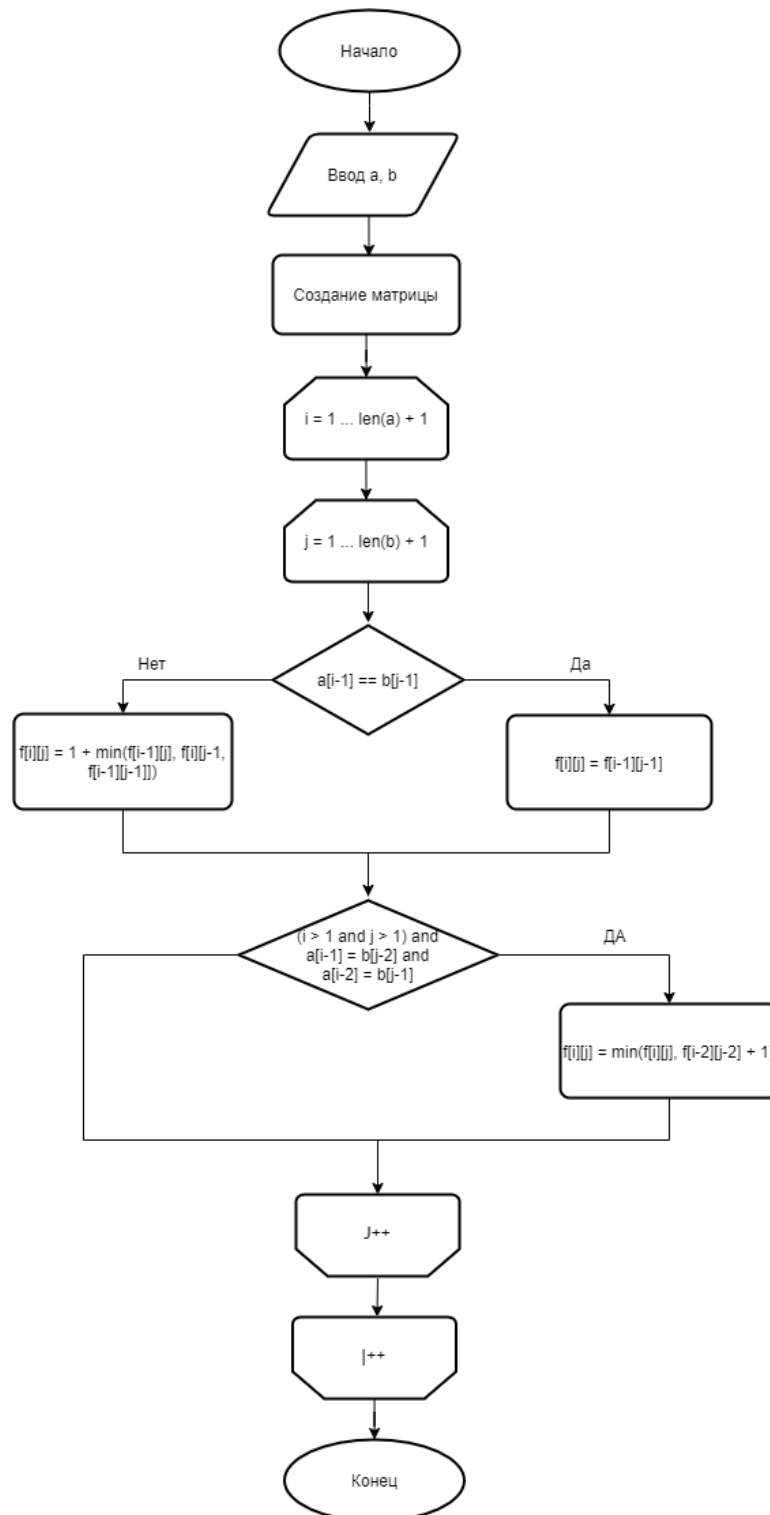 Начало
Ввод a, b
Создание матрицы
i = 1 ... len(a) + 1
j = 1 ... len(b) + 1
Нет
a[i-1] == b[j-1]
Да
f[i][j] = 1 + min(f[i-1][j], f[i][j-1,
f[i-1][j-1]])
f[i][j] = f[i-1][j-1]
(i > 1 and j > 1) and
a[i-1] = b[j-2] and
a[i-2] = b[j-1]
ДА
f[i][j] = min(f[i][j], f[i-2][j-2] + 1
J++
I++
Конец